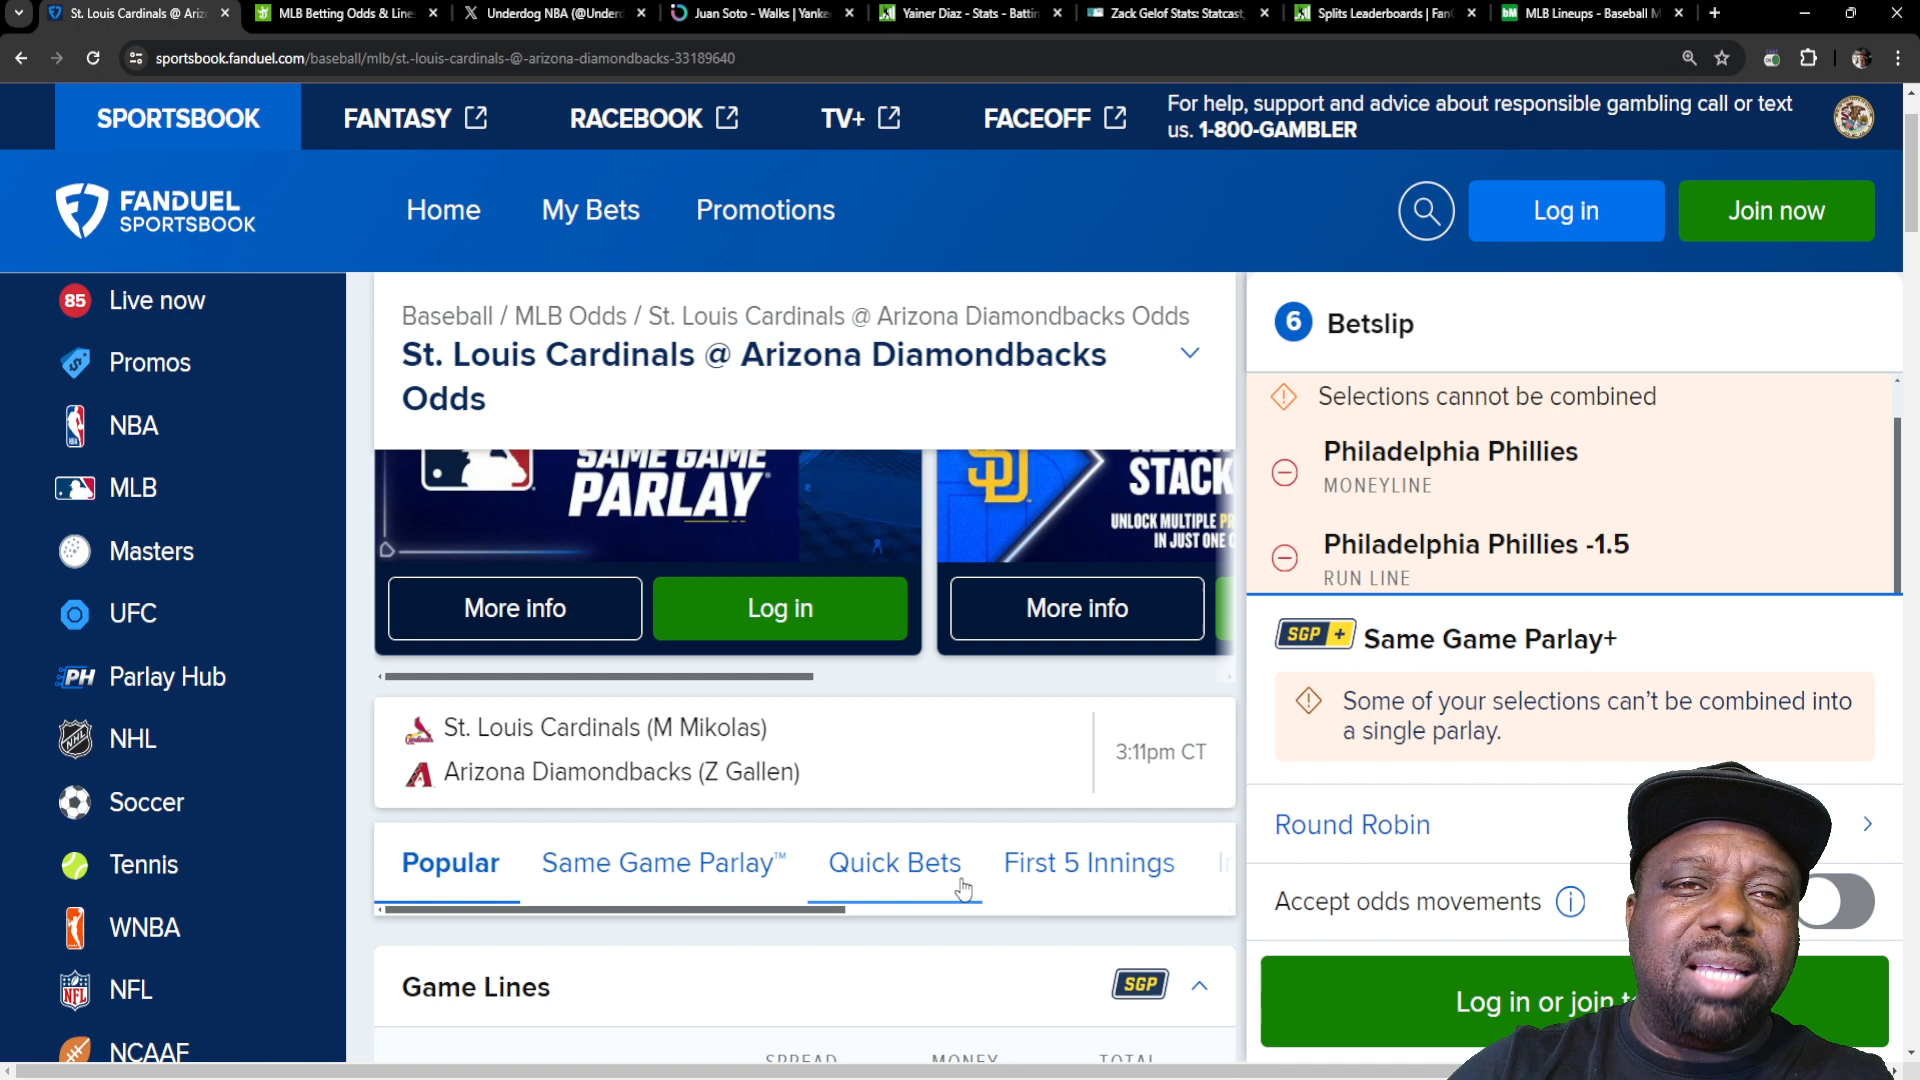 St. Louis Cardinals @ Ariz
MLB Betting Odds & Line
Underdog NBA (@Under
Juan Soto - Walks | Yanke
Yainer Diaz - Stats - Battin
Zack Gelof Stats: Statcast,
Splits Leaderboards | Fan
MLB Lineups - Baseball M
sportsbook.fanduel.com/baseball/mlb/st.-louis-cardinals-@-arizona-diamondbacks-33189640
SPORTSBOOK
FANTASY
RACEBOOK
TV+
FACEOFF
For help, support and advice about responsible gambling call or text
us. 1-800-GAMBLER
FANDUEL
SPORTSBOOK
Home
My Bets
Promotions
Log in
Join now
85 Live now
Promos
NBA
MLB
Masters
UFC
PH Parlay Hub
NHL
Soccer
Tennis
WNBA
NFL
NCAAF
Baseball / MLB Odds / St. Louis Cardinals @ Arizona Diamondbacks Odds
St. Louis Cardinals @ Arizona Diamondbacks
Odds
SAME GAME
PARLAY
More info
Log in
SD
STACK
UNLOCK MULTIPLE
IN JUST ONE
More info
St. Louis Cardinals (M Mikolas)
Arizona Diamondbacks (Z Gallen)
3:11pm CT
Popular
Same Game Parlay™
Quick Bets
First 5 Innings
Game Lines
SGP
SPREAD
MONEY
TOTAL
6 Betslip
Selections cannot be combined
Philadelphia Phillies
MONEYLINE
Philadelphia Phillies -1.5
RUN LINE
SGP + Same Game Parlay+
Some of your selections can’t be combined into
a single parlay.
Round Robin
Accept odds movements
Log in or join